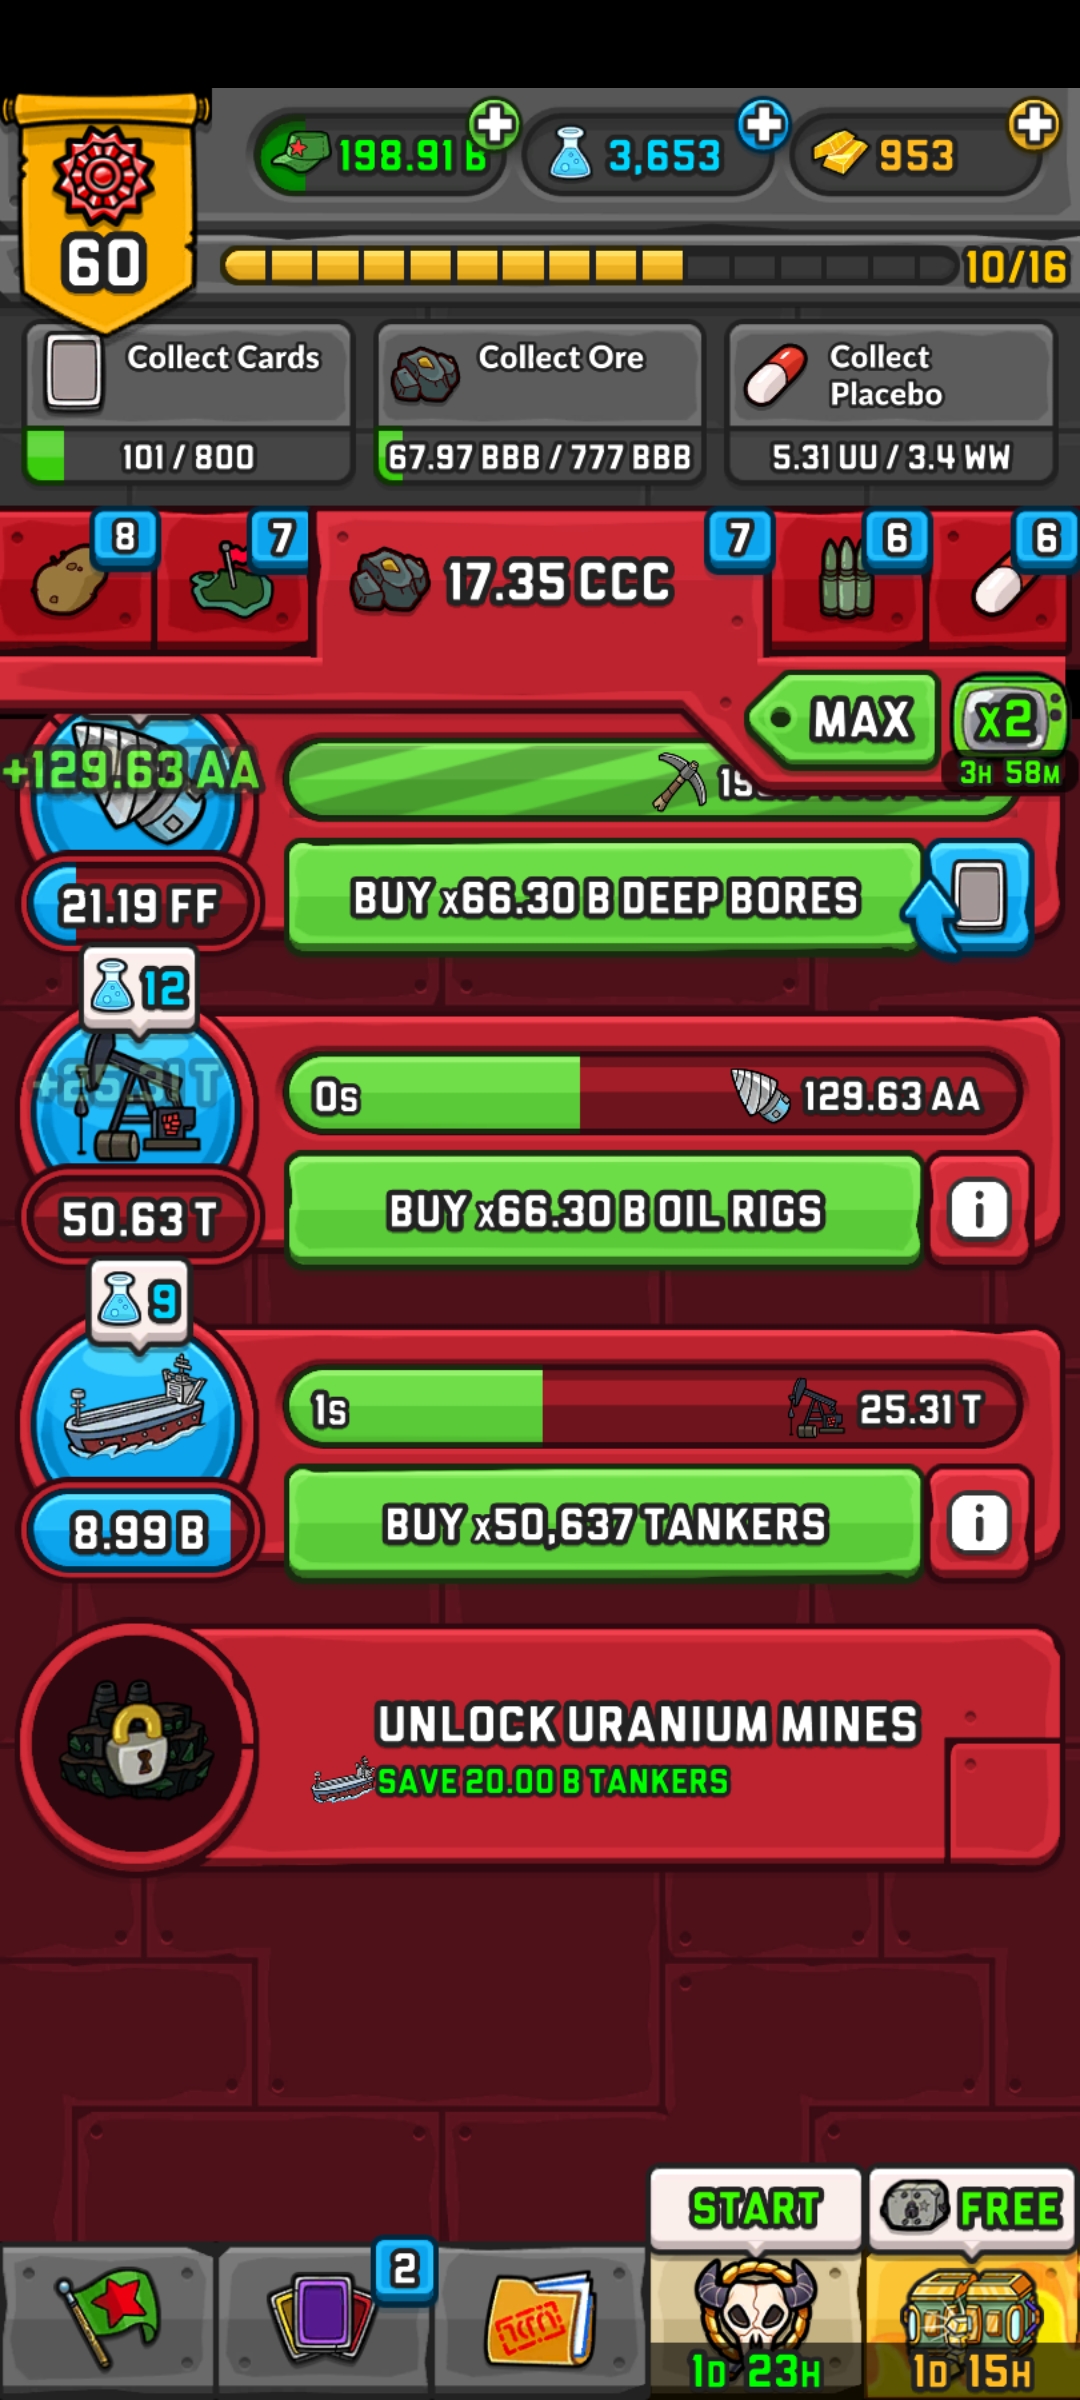 198.91 B
3,653
953
60
10/16
Collect Cards
101 / 800
Collect Ore
67.97 BBB / 777 BBB
Collect
Placebo
5.31 UU / 3.4 WW
8
7
17.35 CCC
7
6
6
MAX
x2
3H 58M
+129.63 AA
21.19 FF
BUY x66.30 B DEEP BORES
12
+25.31 T
0s
129.63 AA
50.63 T
BUY x66.30 B OIL RIGS
i
9
1s
25.31 T
8.99 B
BUY x50,637 TANKERS
i
UNLOCK URANIUM MINES
SAVE 20.00 B TANKERS
START
FREE
2
1D 23H
1D 15H